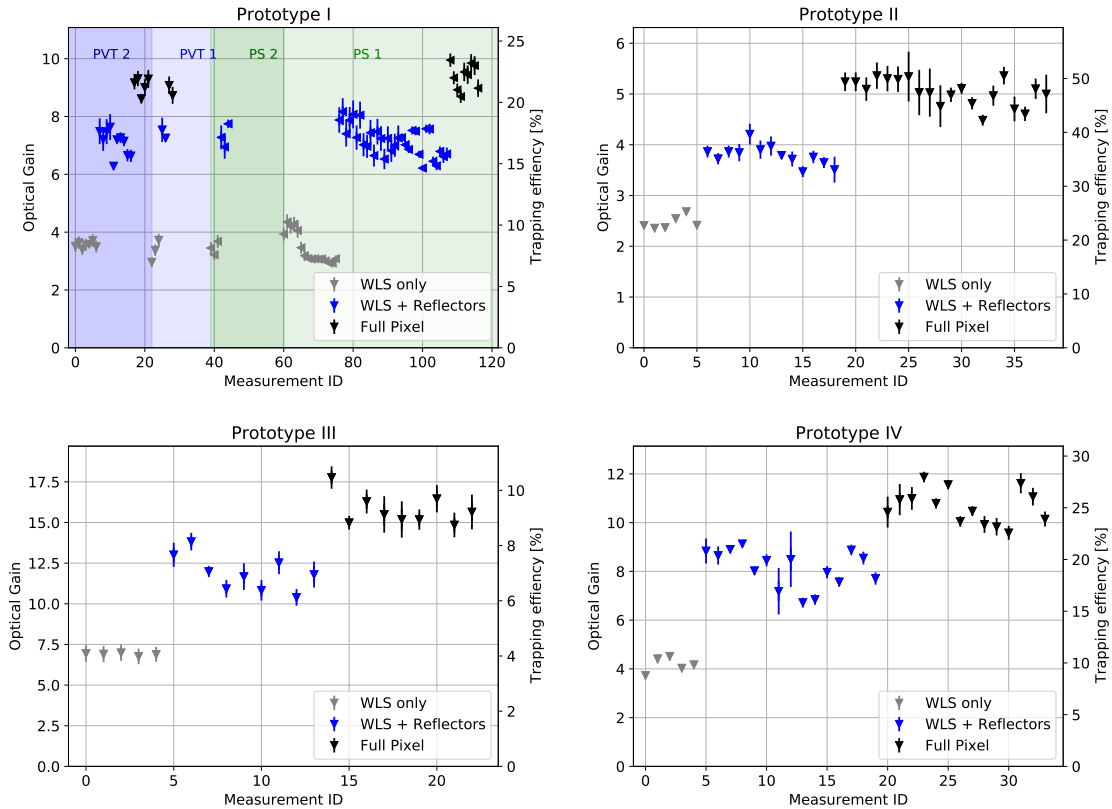 Prototype I
PVT 2
PVT 1
PS 2
PS 1
Optical Gain
Trapping effiency [%]
0 2 4 6 8 10
0 5 10 15 20 25
0 20 40 60 80 100 120
Measurement ID
WLS only
WLS + Reflectors
Full Pixel
Prototype II
Optical Gain
Trapping effiency [%]
0 1 2 3 4 5 6
0 10 20 30 40 50
0 5 10 15 20 25 30 35
Measurement ID
WLS only
WLS + Reflectors
Full Pixel
Prototype III
Optical Gain
Trapping effiency [%]
0.0 2.5 5.0 7.5 10.0 12.5 15.0 17.5
0 2 4 6 8 10
0 5 10 15 20
Measurement ID
WLS only
WLS + Reflectors
Full Pixel
Prototype IV
Optical Gain
Trapping effiency [%]
0 2 4 6 8 10 12
0 5 10 15 20 25 30
0 5 10 15 20 25 30
Measurement ID
WLS only
WLS + Reflectors
Full Pixel